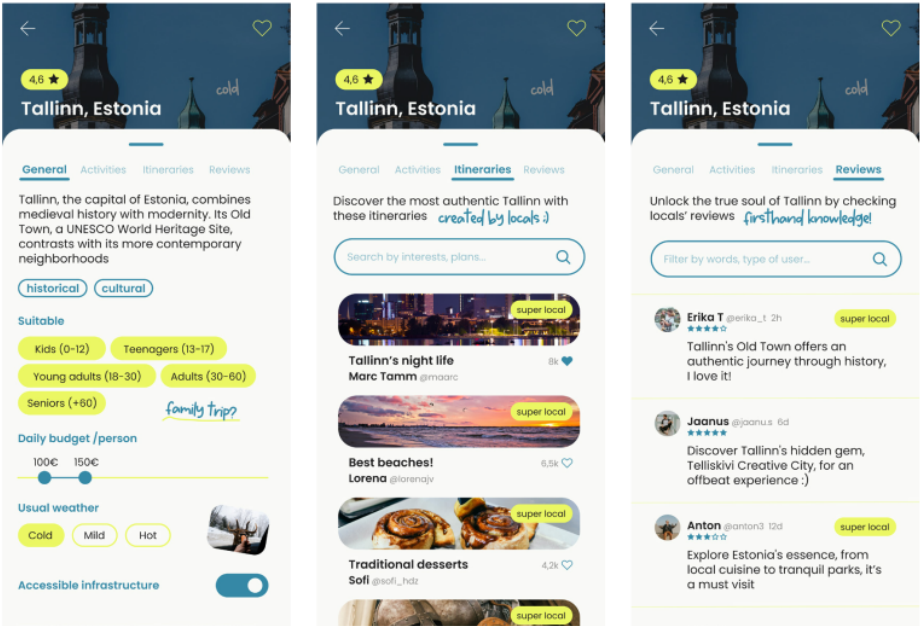 4,6 ★
cold
Tallinn, Estonia
General Activities Itineraries Reviews
Tallinn, the capital of Estonia, combines
medieval history with modernity. Its Old
Town, a UNESCO World Heritage Site,
contrasts with its more contemporary
neighborhoods
historical cultural
Suitable
Kids (0-12) Teenagers (13-17)
Young adults (18-30) Adults (30-60)
Seniors (+60)
family trip?
Daily budget /person
100€ 150€
Usual weather
Cold Mild Hot
Accessible infrastructure
4,6 ★
cold
Tallinn, Estonia
General Activities Itineraries Reviews
Discover the most authentic Tallinn with
these itineraries created by locals :)
Search by interests, plans...
super local
Tallinn's night life 8k
Marc Tamm @maarc
super local
Best beaches! 6,5k
Lorena @lorenajv
super local
Traditional desserts 4,2k
Sofi @sofi_hdz
super local
4,6 ★
cold
Tallinn, Estonia
General Activities Itineraries Reviews
Unlock the true soul of Tallinn by checking
locals' reviews firsthand knowledge!
Filter by words, type of user...
Erika T @erika_t 2h super local
★★★★☆
Tallinn's Old Town offers an
authentic journey through history,
I love it!
Jaanus @jaanu.s 6d
★★★★★
Discover Tallinn's hidden gem,
Telliskivi Creative City, for an
offbeat experience :)
Anton @anton3 12d super local
★★★☆☆
Explore Estonia's essence, from
local cuisine to tranquil parks, it's
a must visit